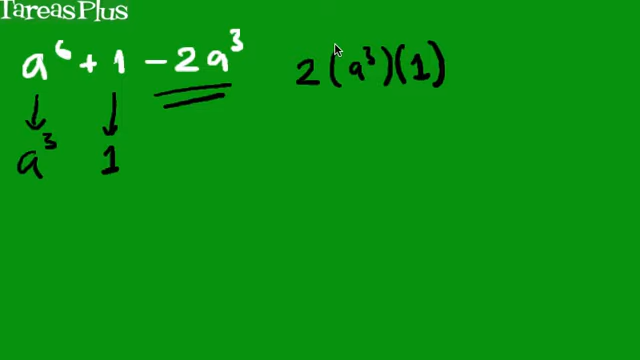 TareasPlus
a⁶ + 1 - 2a³ 2(a³)(1)
a³ 1